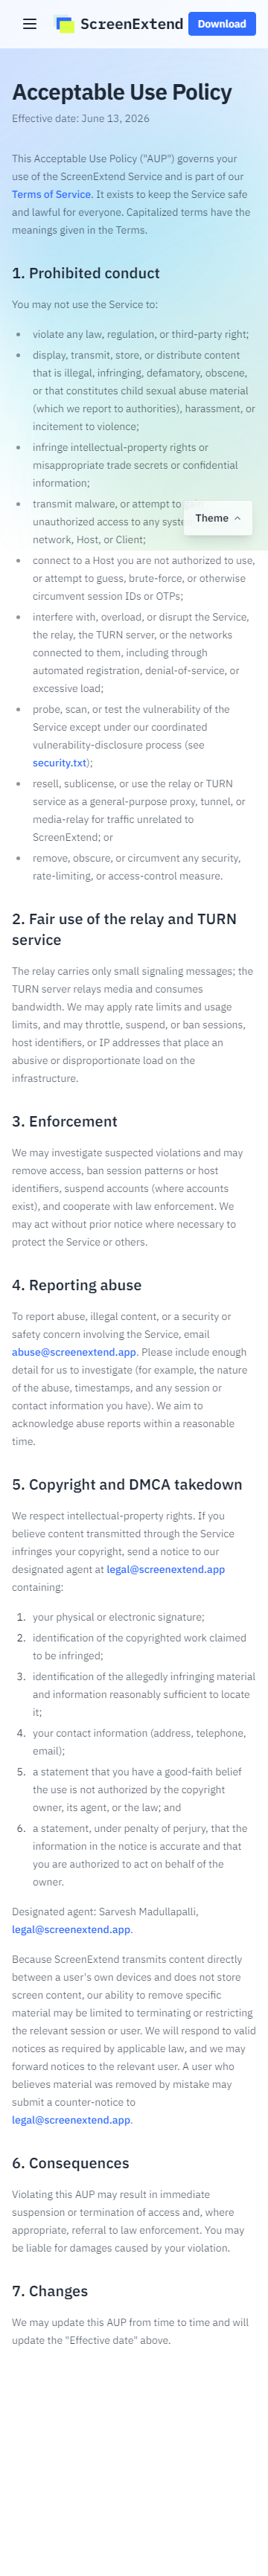 ScreenExtend
Download
Acceptable Use Policy
Effective date: June 13, 2026
This Acceptable Use Policy ("AUP") governs your
use of the ScreenExtend Service and is part of our
Terms of Service. It exists to keep the Service safe
and lawful for everyone. Capitalized terms have the
meanings given in the Terms.
1. Prohibited conduct
You may not use the Service to:
violate any law, regulation, or third-party right;
display, transmit, store, or distribute content
that is illegal, infringing, defamatory, obscene,
or that constitutes child sexual abuse material
(which we report to authorities), harassment, or
incitement to violence;
infringe intellectual-property rights or
misappropriate trade secrets or confidential
information;
transmit malware, or attempt to
unauthorized access to any
network, Host, or Client;
Theme
connect to a Host you are not authorized to use,
or attempt to guess, brute-force, or otherwise
circumvent session IDs or OTPs;
interfere with, overload, or disrupt the Service,
the relay, the TURN server, or the networks
connected to them, including through
automated registration, denial-of-service, or
excessive load;
probe, scan, or test the vulnerability of the
Service except under our coordinated
vulnerability-disclosure process (see
security.txt);
resell, sublicense, or use the relay or TURN
service as a general-purpose proxy, tunnel, or
media-relay for traffic unrelated to
ScreenExtend; or
remove, obscure, or circumvent any security,
rate-limiting, or access-control measure.
2. Fair use of the relay and TURN
service
The relay carries only small signaling messages; the
TURN server relays media and consumes
bandwidth. We may apply rate limits and usage
limits, and may throttle, suspend, or ban sessions,
host identifiers, or IP addresses that place an
abusive or disproportionate load on the
infrastructure.
3. Enforcement
We may investigate suspected violations and may
remove access, ban session patterns or host
identifiers, suspend accounts (where accounts
exist), and cooperate with law enforcement. We
may act without prior notice where necessary to
protect the Service or others.
4. Reporting abuse
To report abuse, illegal content, or a security or
safety concern involving the Service, email
abuse@screenextend.app. Please include enough
detail for us to investigate (for example, the nature
of the abuse, timestamps, and any session or
contact information you have). We aim to
acknowledge abuse reports within a reasonable
time.
5. Copyright and DMCA takedown
We respect intellectual-property rights. If you
believe content transmitted through the Service
infringes your copyright, send a notice to our
designated agent at legal@screenextend.app
containing:
1. your physical or electronic signature;
2. identification of the copyrighted work claimed
to be infringed;
3. identification of the allegedly infringing material
and information reasonably sufficient to locate
it;
4. your contact information (address, telephone,
email);
5. a statement that you have a good-faith belief
the use is not authorized by the copyright
owner, its agent, or the law; and
6. a statement, under penalty of perjury, that the
information in the notice is accurate and that
you are authorized to act on behalf of the
owner.
Designated agent: Sarvesh Madullapalli,
legal@screenextend.app.
Because ScreenExtend transmits content directly
between a user's own devices and does not store
screen content, our ability to remove specific
material may be limited to terminating or restricting
the relevant session or user. We will respond to valid
notices as required by applicable law, and we may
forward notices to the relevant user. A user who
believes material was removed by mistake may
submit a counter-notice to
legal@screenextend.app.
6. Consequences
Violating this AUP may result in immediate
suspension or termination of access and, where
appropriate, referral to law enforcement. You may
be liable for damages caused by your violation.
7. Changes
We may update this AUP from time to time and will
update the "Effective date" above.